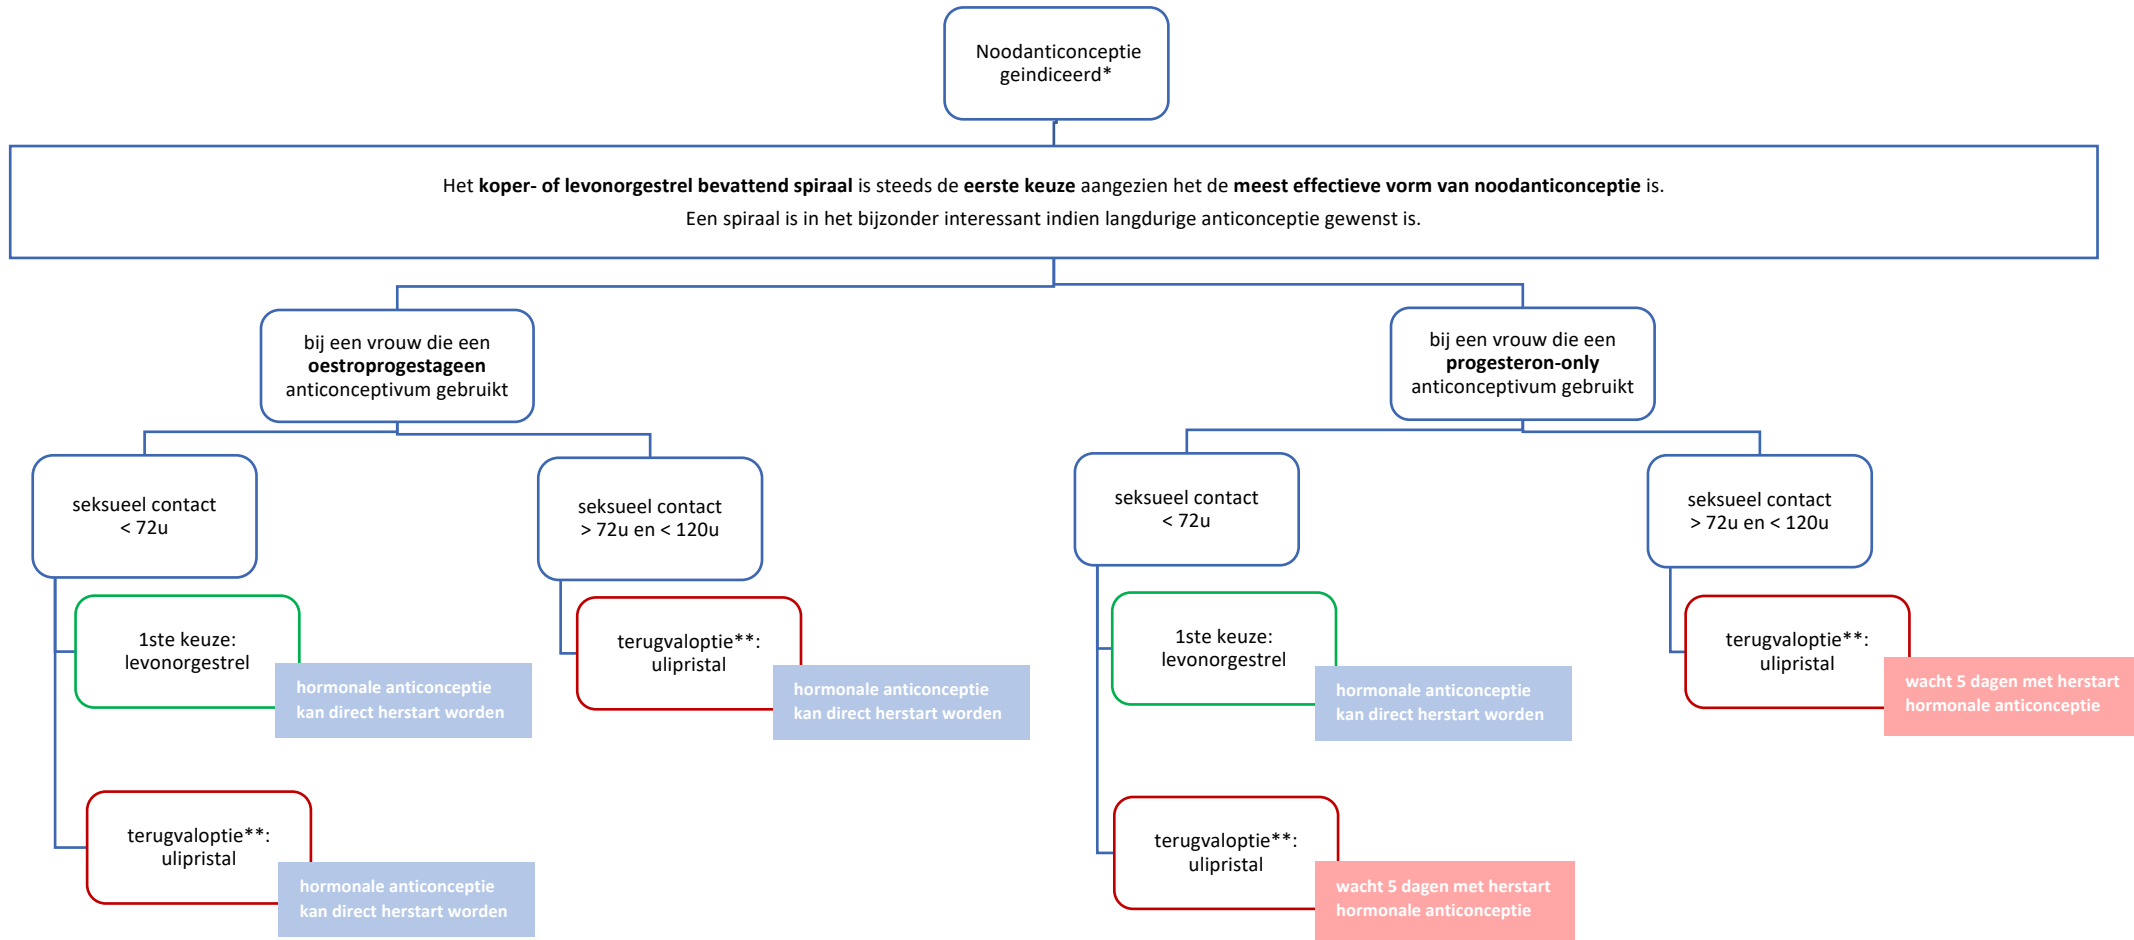 Noodanticonceptie
geindiceerd*
Het koper- of levonorgestrel bevattend spiraal is steeds de eerste keuze aangezien het de meest effectieve vorm van noodanticonceptie is.
Een spiraal is in het bijzonder interessant indien langdurige anticonceptie gewenst is.
bij een vrouw die een
oestroprogestageen
anticonceptivum gebruikt
bij een vrouw die een
progesteron-only
anticonceptivum gebruikt
seksueel contact
< 72u
seksueel contact
> 72u en < 120u
seksueel contact
< 72u
seksueel contact
> 72u en < 120u
1ste keuze:
levonorgestrel
hormonale anticonceptie
kan direct herstart worden
terugvaloptie**:
ulipristal
hormonale anticonceptie
kan direct herstart worden
1ste keuze:
levonorgestrel
hormonale anticonceptie
kan direct herstart worden
terugvaloptie**:
ulipristal
wacht 5 dagen met herstart
hormonale anticonceptie
terugvaloptie**:
ulipristal
hormonale anticonceptie
kan direct herstart worden
terugvaloptie**:
ulipristal
wacht 5 dagen met herstart
hormonale anticonceptie